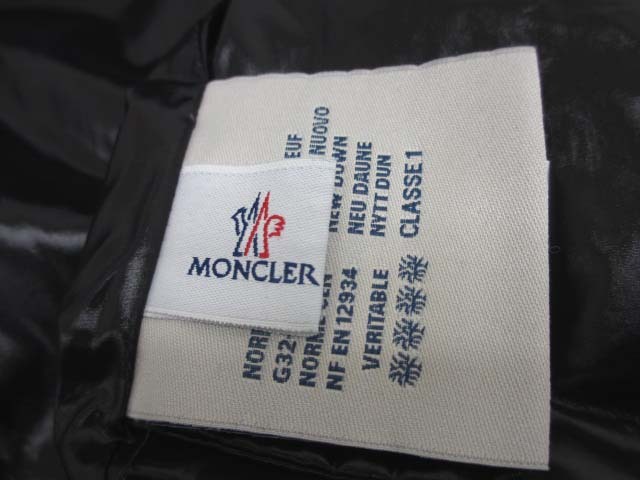 MONCLER
NUOVO
NEW DOWN
NEU DAUNE
NYTT DUN
NF EN 12934
VERITABLE
CLASSE 1